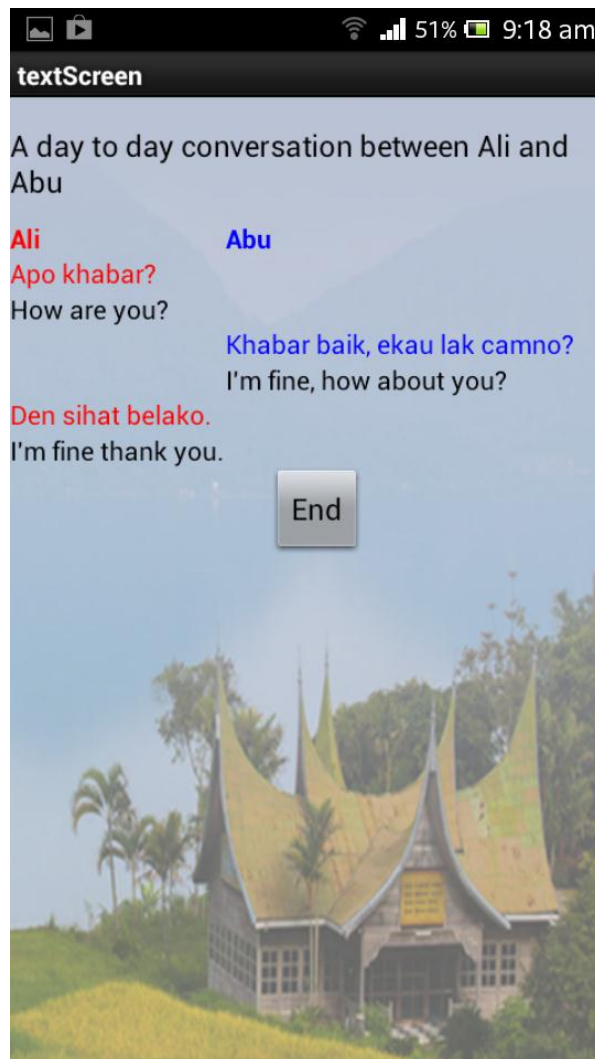 51% 9:18 am
textScreen
A day to day conversation between Ali and
Abu
Ali Abu
Apo khabar?
How are you?
Khabar baik, ekau lak camno?
I'm fine, how about you?
Den sihat belako.
I'm fine thank you.
End